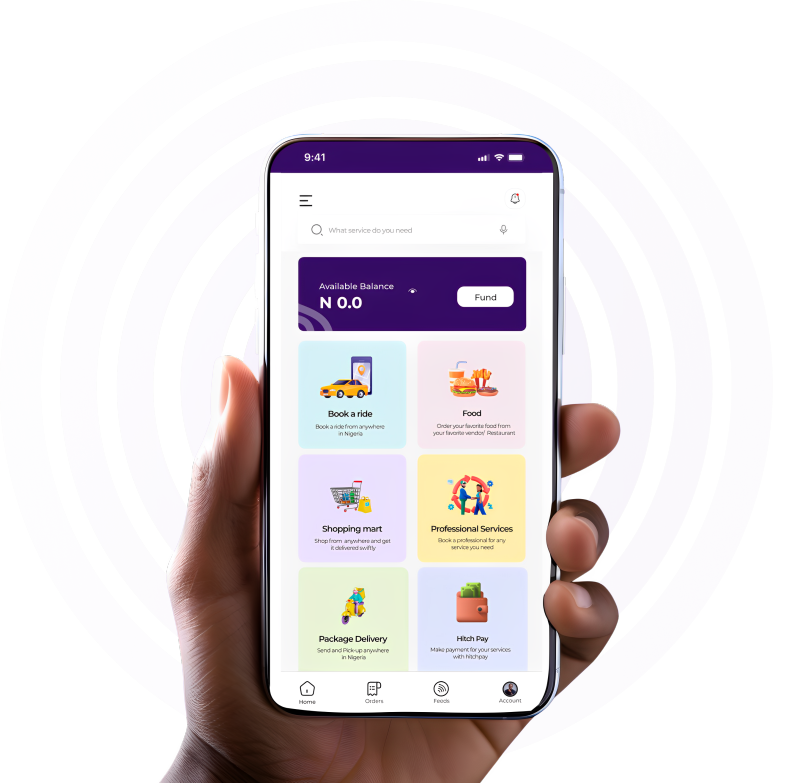 9:41
What service do you need
Available Balance
N 0.0
Fund
Book a ride
Book a ride from anywhere
in Nigeria
Food
Order your favorite food from
your favorite vendor/ Restaurant
Shopping mart
Shop from anywhere and get
it delivered swiftly
Professional Services
Book a professional for any
service you need
Package Delivery
Send and Pick-up anywhere
in Nigeria
Hitch Pay
Make payment for your services
with hitchpay
Home
Orders
Feeds
Account